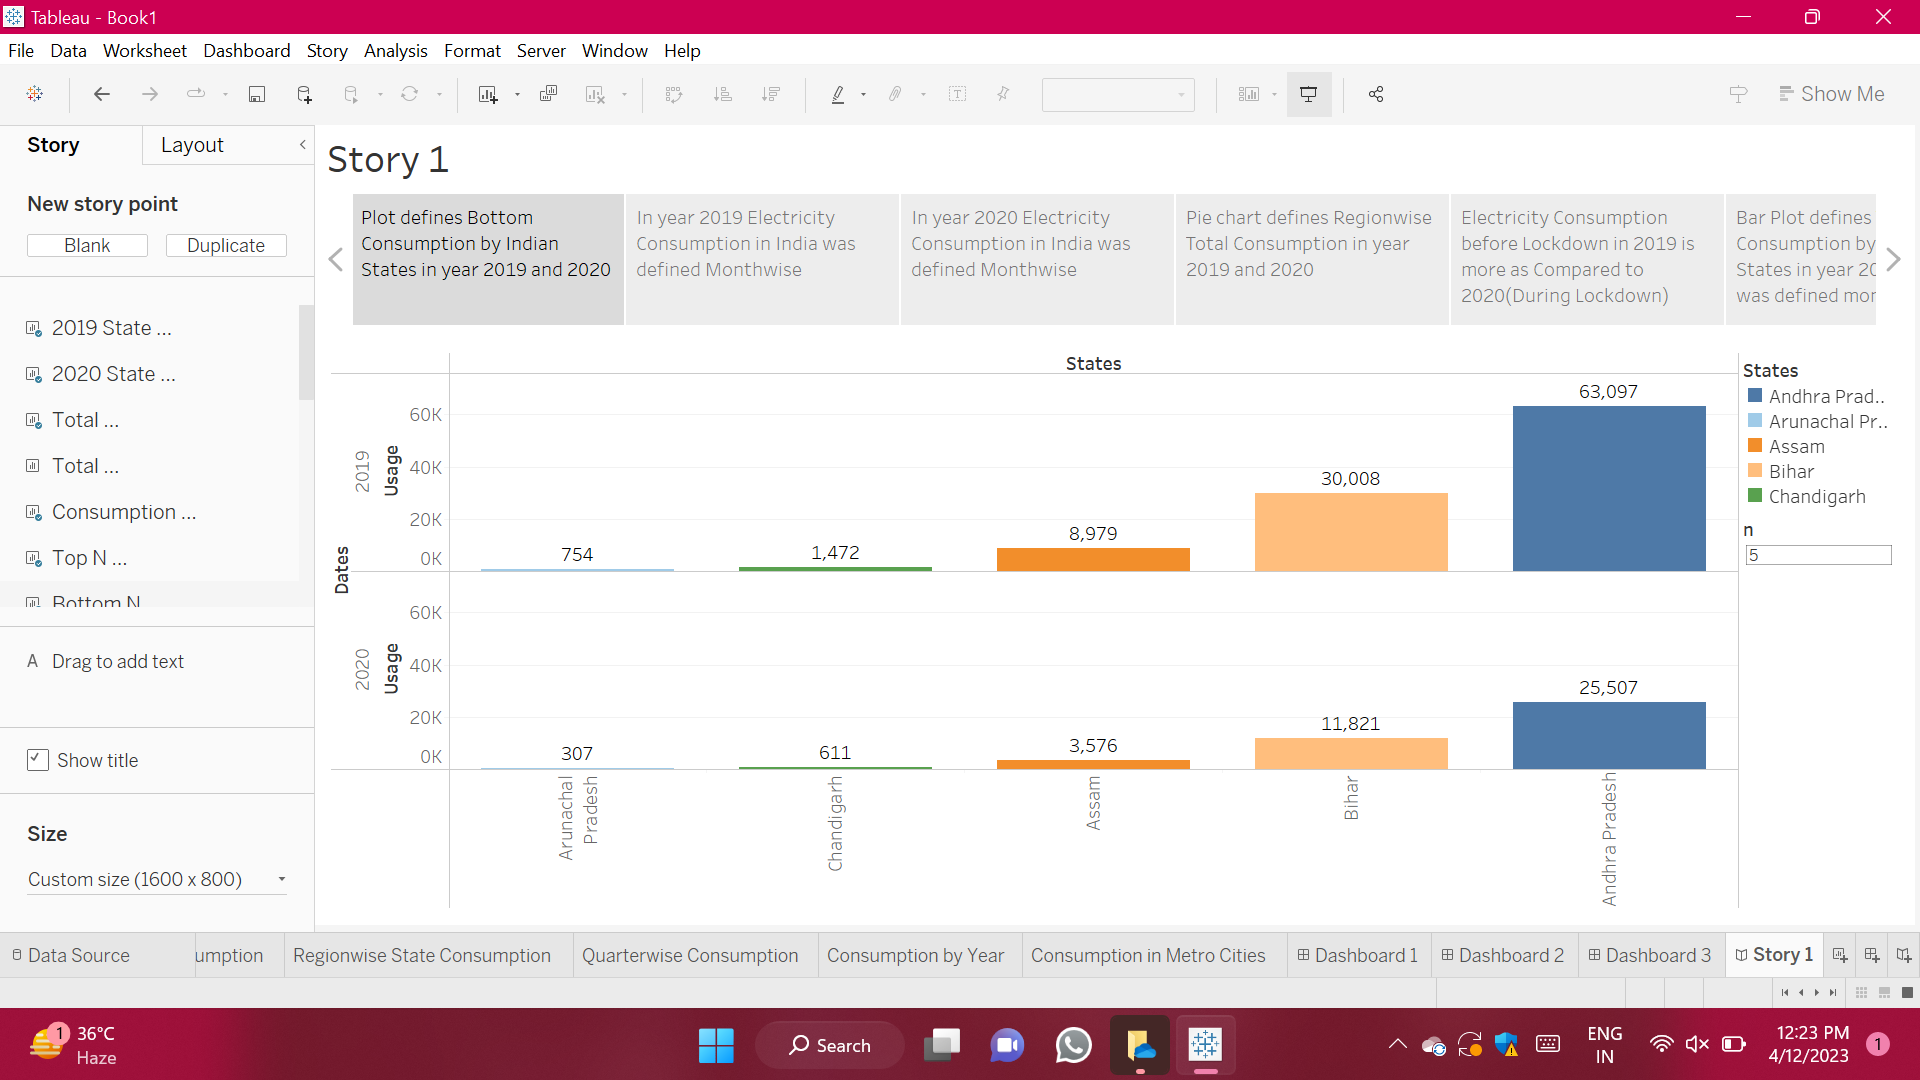 Tableau - Book1
File Data Worksheet Dashboard Story Analysis Format Server Window Help
Show Me
Story
Layout
New story point
Blank
Duplicate
2019 State ...
2020 State ...
Total ...
Total ...
Consumption ...
Top N ...
Bottom N
A Drag to add text
Show title
Size
Custom size (1600 x 800)
Story 1
Plot defines Bottom
Consumption by Indian
States in year 2019 and 2020
In year 2019 Electricity
Consumption in India was
defined Monthwise
In year 2020 Electricity
Consumption in India was
defined Monthwise
Pie chart defines Regionwise
Total Consumption in year
2019 and 2020
Electricity Consumption
before Lockdown in 2019 is
more as Compared to
2020(During Lockdown)
Bar Plot defines
Consumption by
States in year 20
was defined mor
States
Dates
2019
Usage
60K
40K
20K
0K
754
1,472
8,979
30,008
63,097
2020
Usage
60K
40K
20K
0K
307
611
3,576
11,821
25,507
Arunachal
Pradesh
Chandigarh
Assam
Bihar
Andhra Pradesh
States
Andhra Prad..
Arunachal Pr..
Assam
Bihar
Chandigarh
n
5
Data Source
umption
Regionwise State Consumption
Quarterwise Consumption
Consumption by Year
Consumption in Metro Cities
Dashboard 1
Dashboard 2
Dashboard 3
Story 1
1
36°C
Haze
Search
ENG
IN
12:23 PM
4/12/2023
1